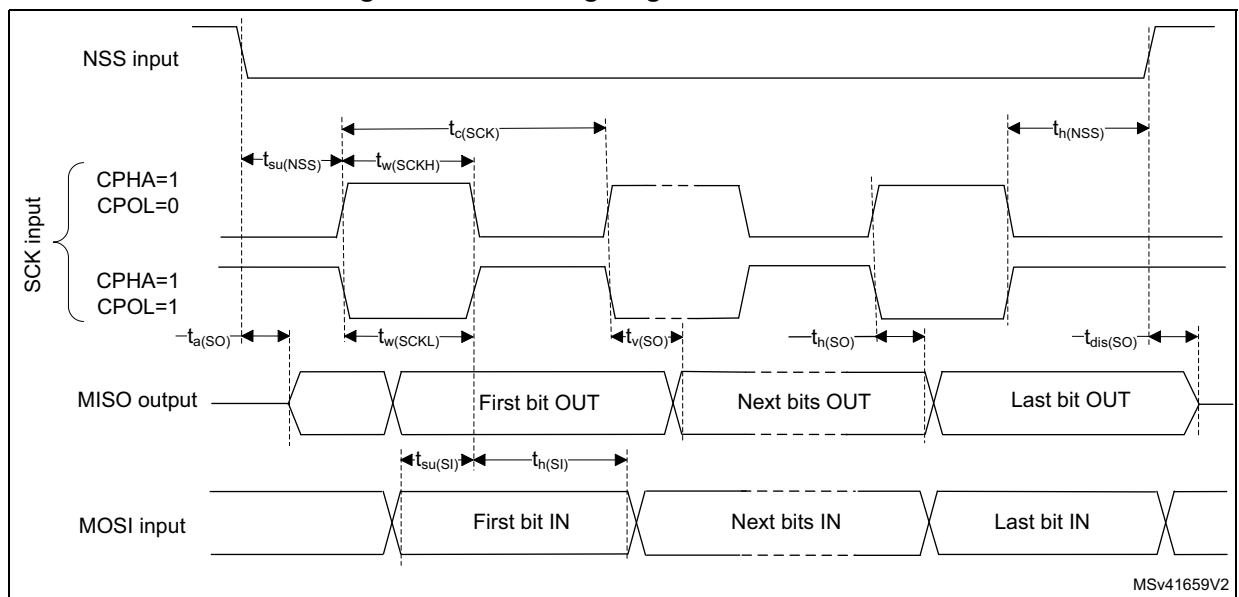 NSS input
tc(SCK)
th(NSS)
tsu(NSS)
tw(SCKH)
CPHA=1
CPOL=0
SCK input
CPHA=1
CPOL=1
ta(SO)
tw(SCKL)
tv(SO)
th(SO)
tdis(SO)
MISO output
First bit OUT
Next bits OUT
Last bit OUT
tsu(SI)
th(SI)
MOSI input
First bit IN
Next bits IN
Last bit IN
MSv41659V2